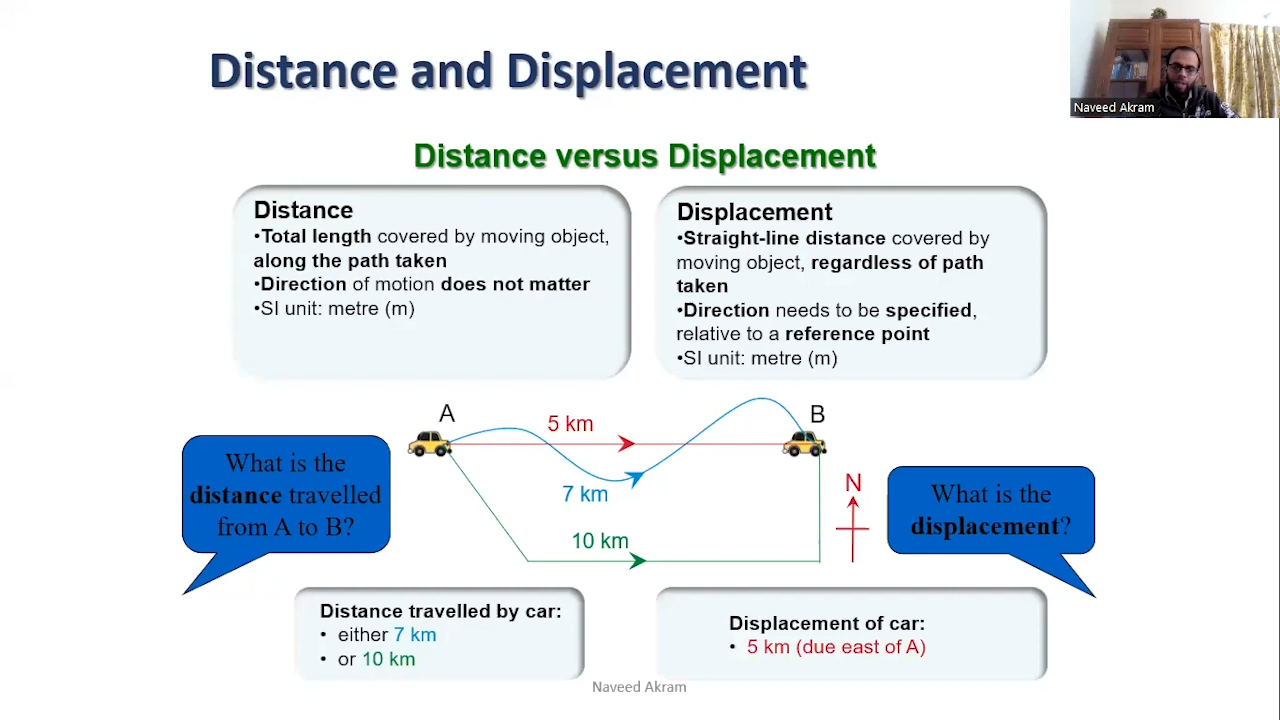 Distance and Displacement
Naveed Akram
Distance versus Displacement
Distance
•Total length covered by moving object,
along the path taken
•Direction of motion does not matter
•SI unit: metre (m)
Displacement
•Straight-line distance covered by
moving object, regardless of path
taken
•Direction needs to be specified,
relative to a reference point
•SI unit: metre (m)
A
5 km
B
7 km
10 km
N
What is the
distance travelled
from A to B?
What is the
displacement?
Distance travelled by car:
• either 7 km
• or 10 km
Displacement of car:
• 5 km (due east of A)
Naveed Akram